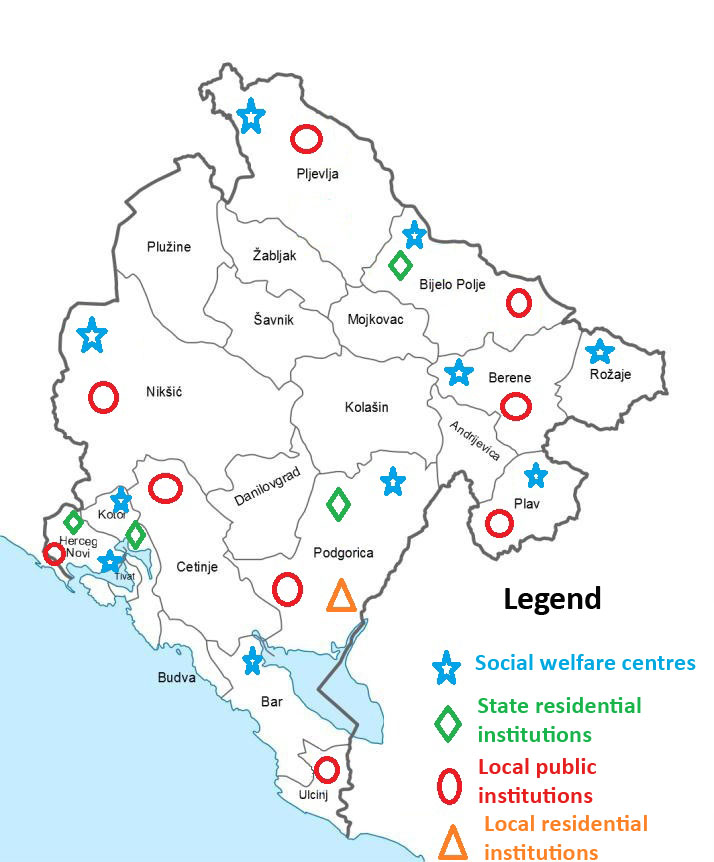 Pljevlja
Plužine
Žabljak
Bijelo Polje
Šavnik
Mojkovac
Nikšić
Berene
Rožaje
Kolašin
Andrijevica
Danilovgrad
Plav
Kotor
Herceg
Novi
Tivat
Cetinje
Podgorica
Budva
Bar
Ulcinj
Legend
Social welfare centres
State residential
institutions
Local public
institutions
Local residential
institutions